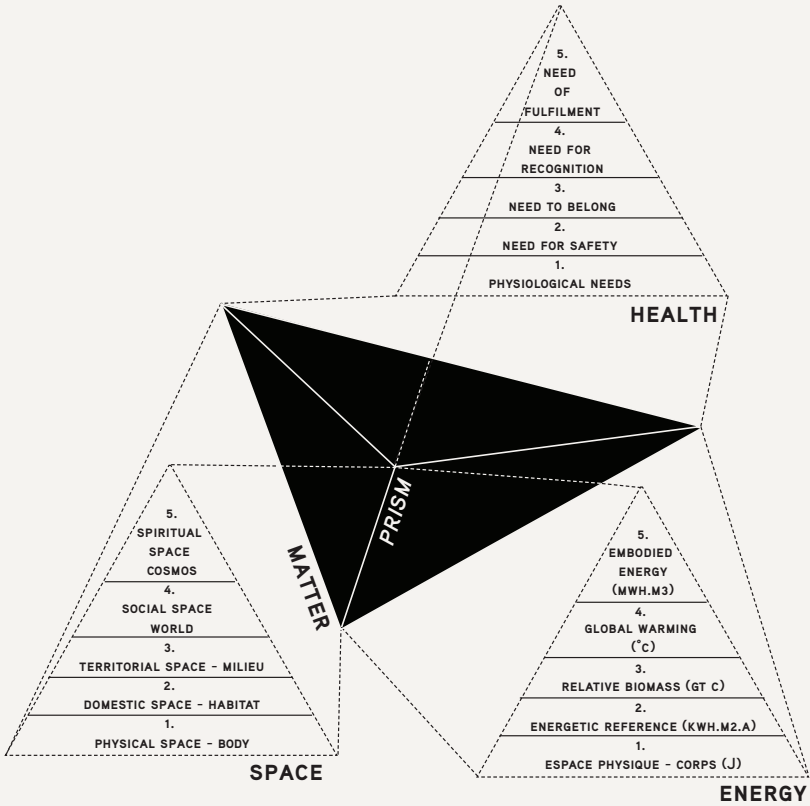 5.
NEED
OF
FULFILMENT
4.
NEED FOR
RECOGNITION
3.
NEED TO BELONG
2.
NEED FOR SAFETY
1.
PHYSIOLOGICAL NEEDS
HEALTH
PRISM
MATTER
5.
SPIRITUAL
SPACE
COSMOS
4.
SOCIAL SPACE
WORLD
3.
TERRITORIAL SPACE - MILIEU
2.
DOMESTIC SPACE - HABITAT
1.
PHYSICAL SPACE - BODY
SPACE
5.
EMBODIED
ENERGY
(MWH.M3)
4.
GLOBAL WARMING
(°C)
3.
RELATIVE BIOMASS (GT C)
2.
ENERGETIC REFERENCE (KWH.M2.A)
1.
ESPACE PHYSIQUE - CORPS (J)
ENERGY